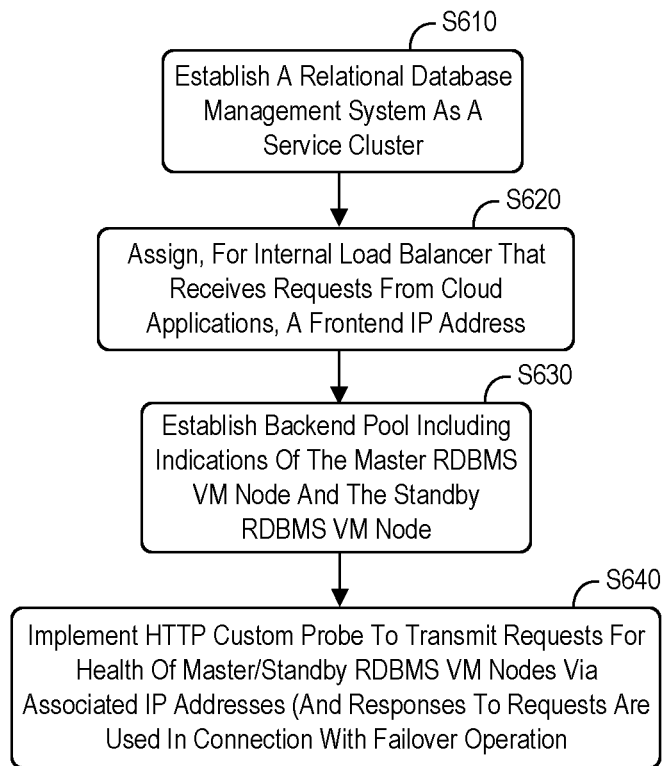 S610
Establish A Relational Database
Management System As A
Service Cluster
S620
Assign, For Internal Load Balancer That
Receives Requests From Cloud
Applications, A Frontend IP Address
S630
Establish Backend Pool Including
Indications Of The Master RDBMS
VM Node And The Standby
RDBMS VM Node
S640
Implement HTTP Custom Probe To Transmit Requests For
Health Of Master/Standby RDBMS VM Nodes Via
Associated IP Addresses (And Responses To Requests Are
Used In Connection With Failover Operation